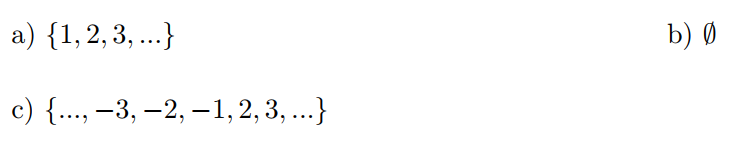 a) {1, 2, 3, ...} b) ∅
c) {..., −3, −2, −1, 2, 3, ...}